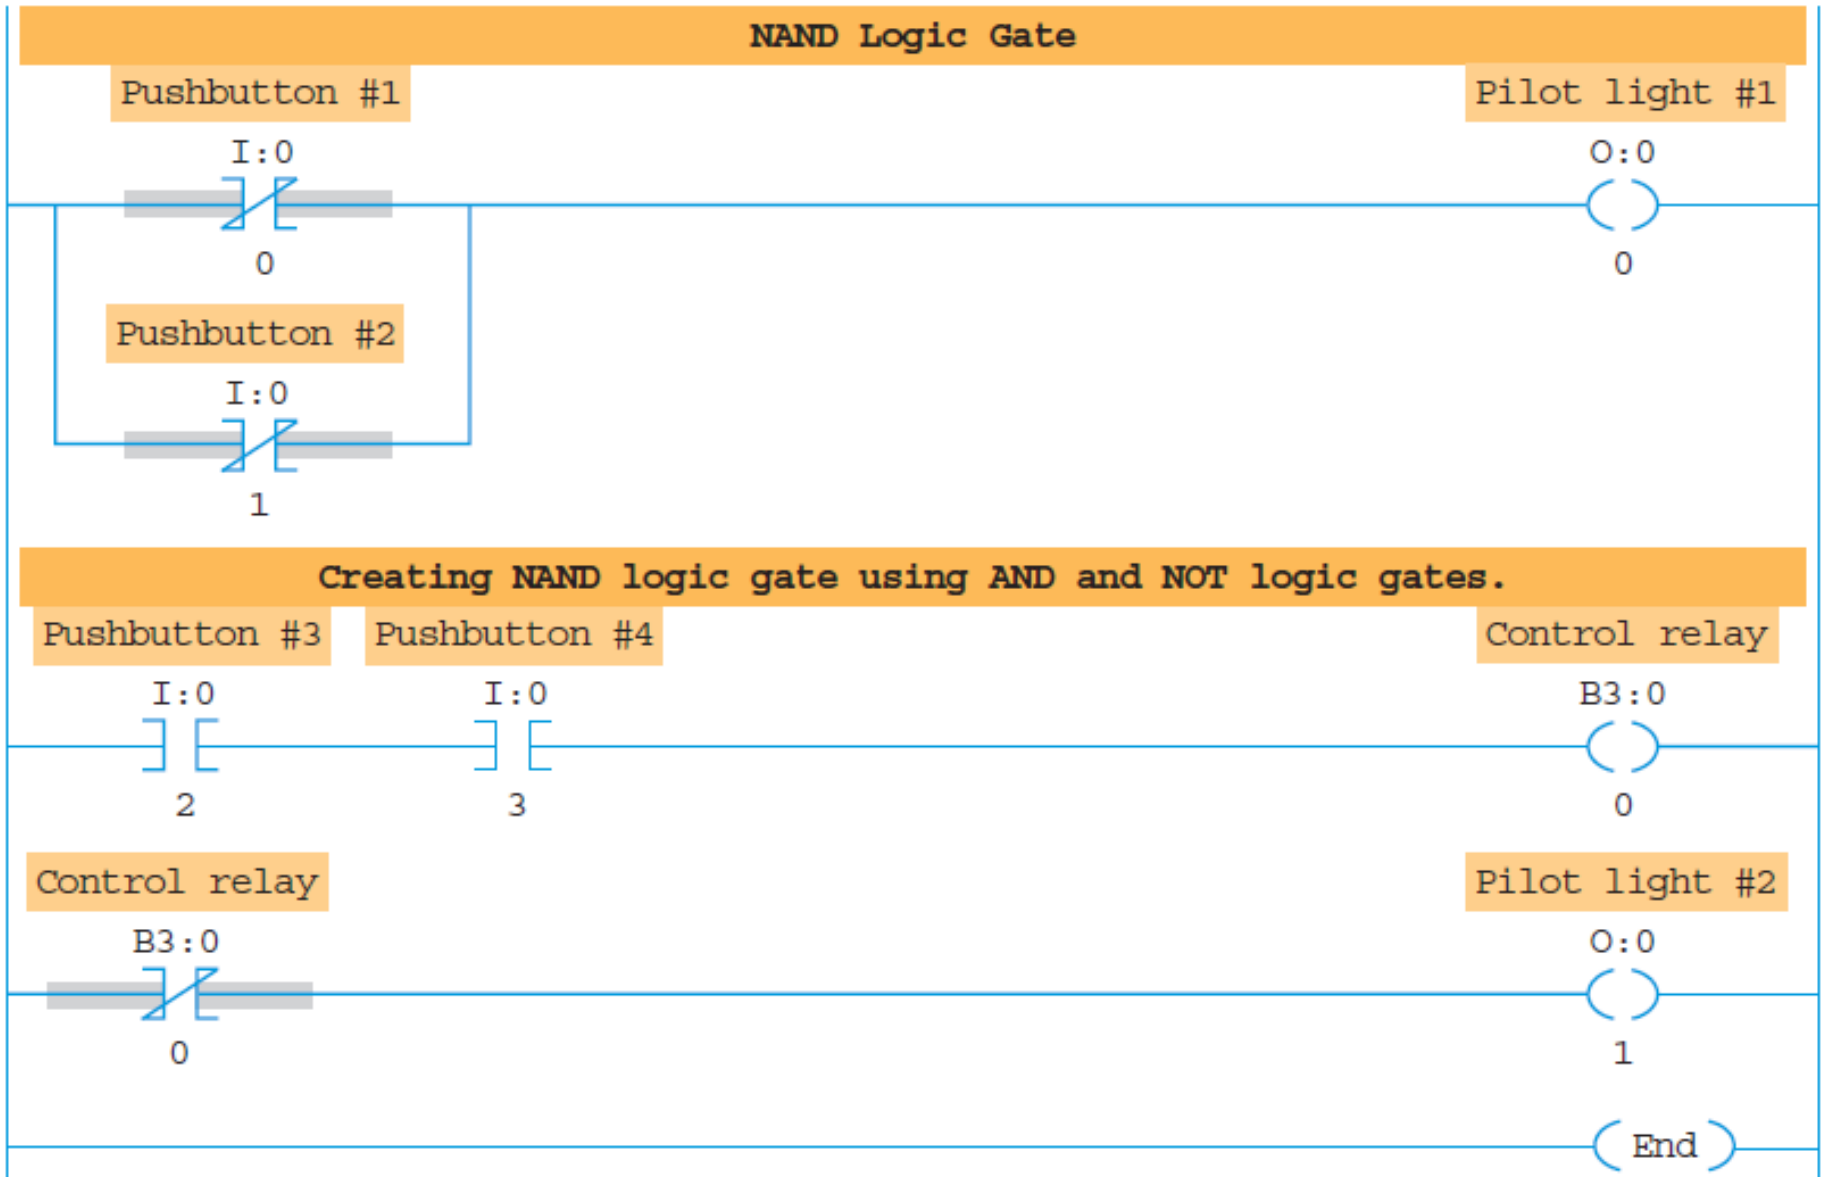 NAND Logic Gate
Pushbutton #1
Pilot light #1
I:0
O:0
0
0
Pushbutton #2
I:0
1
Creating NAND logic gate using AND and NOT logic gates.
Pushbutton #3
Pushbutton #4
Control relay
I:0
I:0
B3:0
2
3
0
Control relay
Pilot light #2
B3:0
O:0
0
1
End